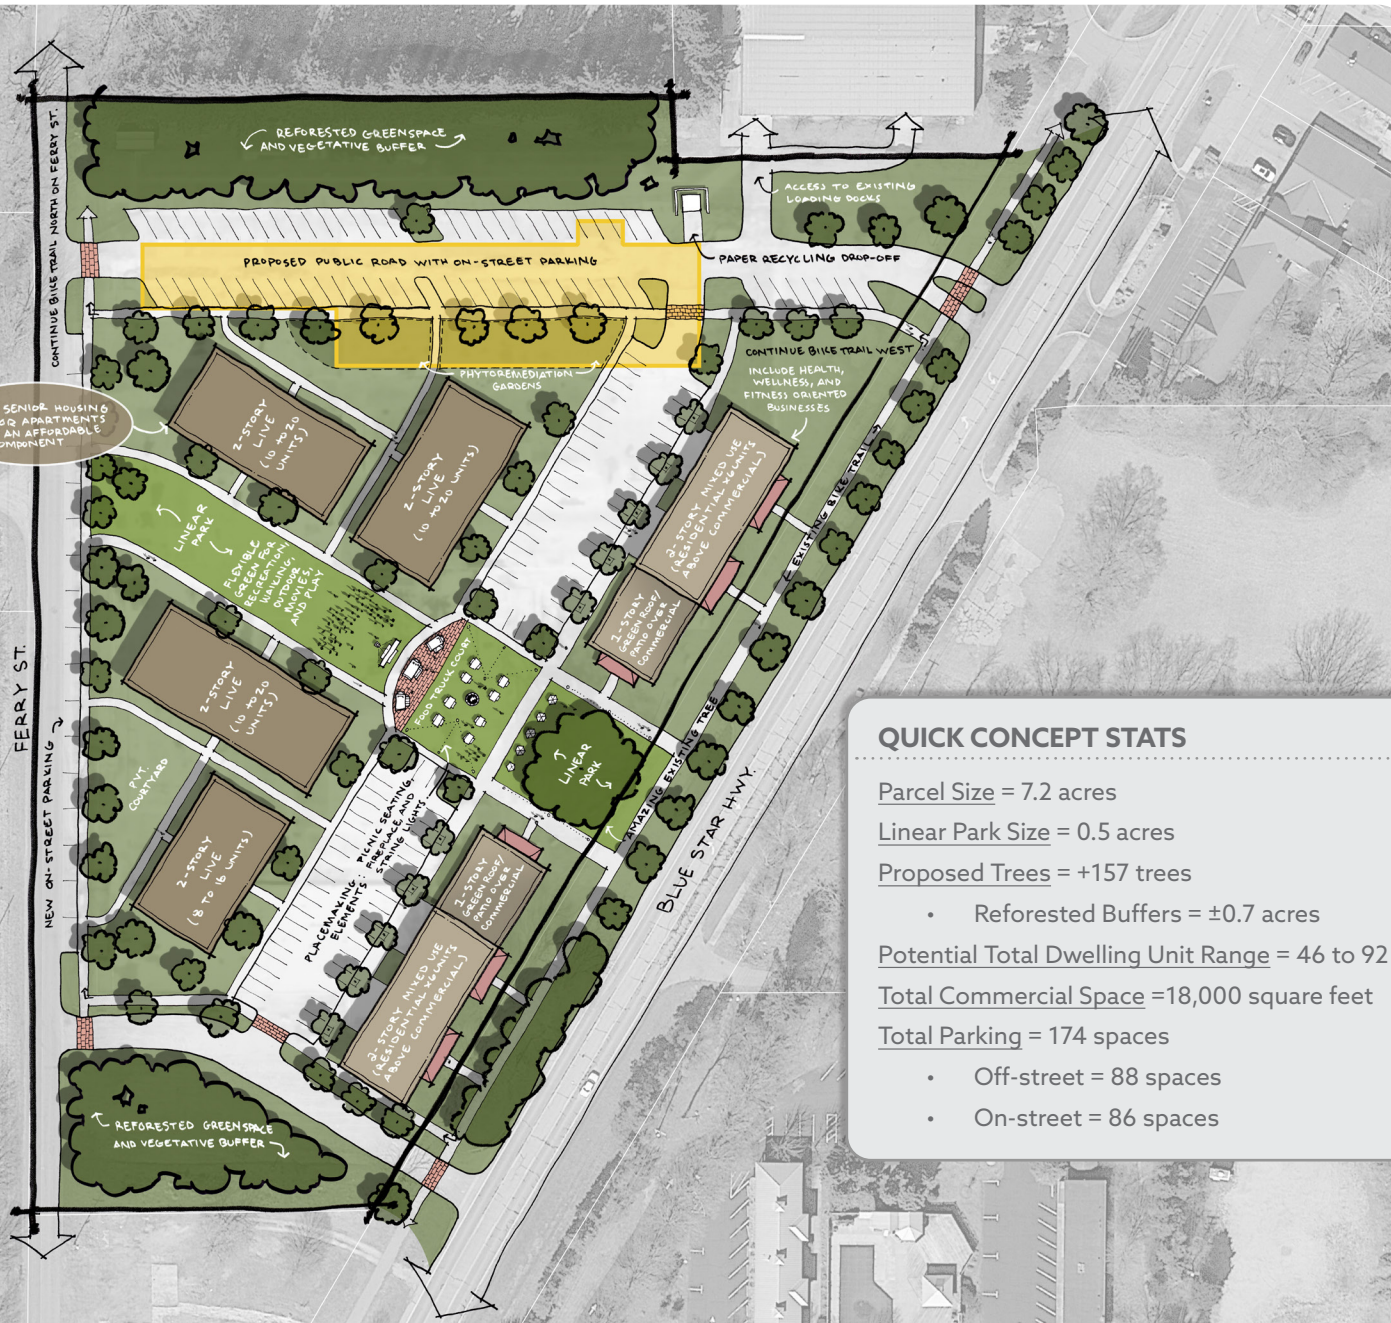 REFORESTED GREENSPACE
AND VEGETATIVE BUFFER
CONTINUE BIKE TRAIL NORTH ON FERRY ST.
ACCESS TO EXISTING
LOADING DOCKS
PROPOSED PUBLIC ROAD WITH ON-STREET PARKING
PAPER RECYCLING DROP-OFF
CONTINUE BIKE TRAIL WEST
PHYTOREMEDIATION
GARDENS
INCLUDE HEALTH,
WELLNESS, AND
FITNESS ORIENTED
BUSINESSES
SENIOR HOUSING
OR APARTMENTS
AN AFFORDABLE
OMPONENT
2-STORY
LIVE
(10 TO 20
UNITS)
2-STORY
LIVE
(10 TO 20 UNITS)
2-STORY MIXED USE
(RESIDENTIAL X6 UNITS
ABOVE COMMERCIAL)
1-STORY
GREEN ROOF/
PATIO OVER
COMMERCIAL
EXISTING BIKE TRAIL
LINEAR
PARK
FLEXIBLE
GREEN FOR
RECREATION,
WALKING,
OUTDOOR
MOVIES,
AND PLAY
FOOD TRUCK COURT
2-STORY
LIVE
(10 TO 20
UNITS)
LINEAR
PARK
AMAZING EXISTING TREE
FERRY ST.
NEW ON-STREET PARKING
PVT.
COURTYARD
2-STORY
LIVE
(8 TO 16 UNITS)
PLACEMAKING: PICNIC SEATING,
ELEMENTS: FIREPLACE, AND
STRING LIGHTS
1-STORY
GREEN ROOF/
PATIO OVER
COMMERCIAL
2-STORY MIXED USE
(RESIDENTIAL X6 UNITS
ABOVE COMMERCIAL)
BLUE STAR HWY.
REFORESTED GREENSPACE
AND VEGETATIVE BUFFER
QUICK CONCEPT STATS
Parcel Size = 7.2 acres
Linear Park Size = 0.5 acres
Proposed Trees = +157 trees
• Reforested Buffers = ±0.7 acres
Potential Total Dwelling Unit Range = 46 to 92
Total Commercial Space =18,000 square feet
Total Parking = 174 spaces
• Off-street = 88 spaces
• On-street = 86 spaces